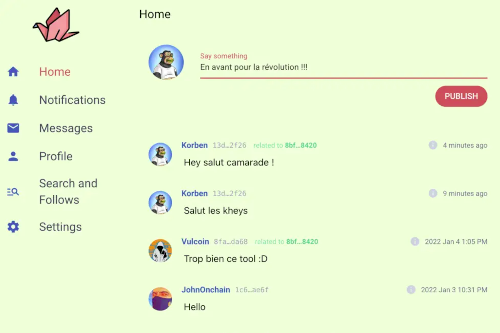 Home
Home
Notifications
Messages
Profile
Search and
Follows
Settings
Say something
En avant pour la révolution !!!
PUBLISH
Korben 13d…2f26 related to 8bf…8420 4 minutes ago
Hey salut camarade !
Korben 13d…2f26 9 minutes ago
Salut les kheys
Vulcoin 8fa…da68 related to 8bf…8420 2022 Jan 4 1:05 PM
Trop bien ce tool :D
JohnOnchain 1c6…ae6f 2022 Jan 3 10:31 PM
Hello